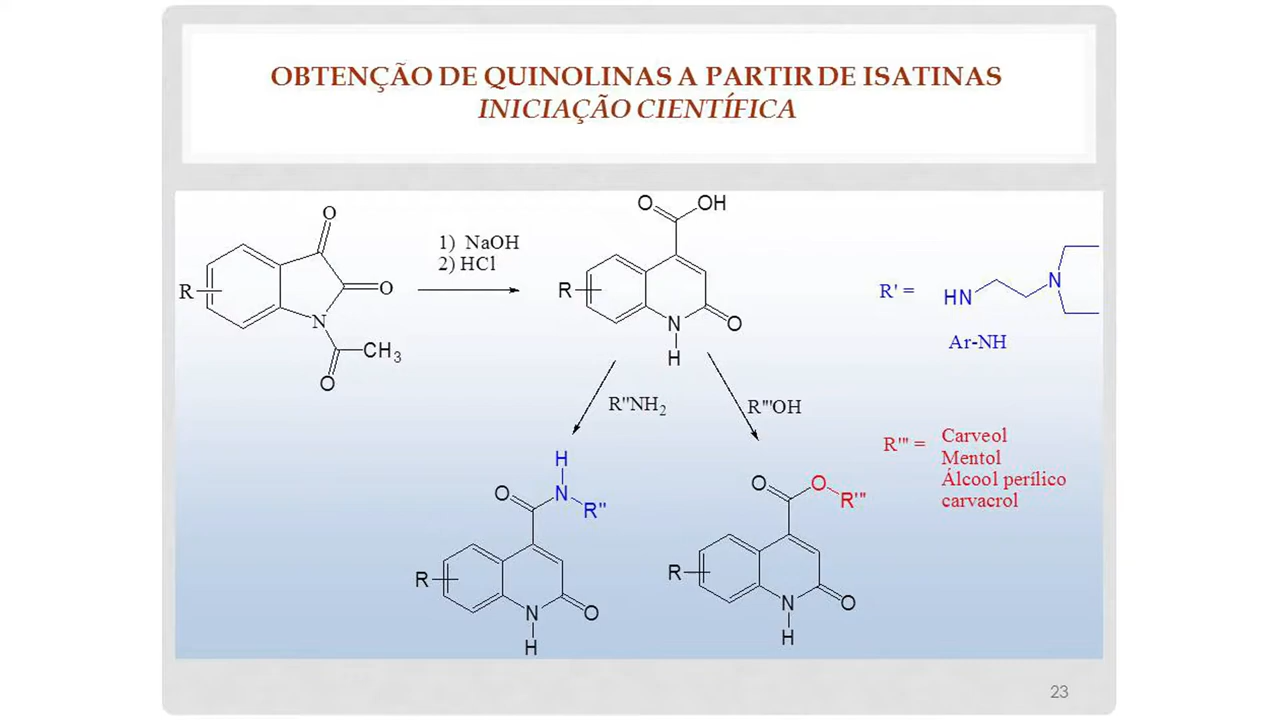 OBTENÇÃO DE QUINOLINAS A PARTIR DE ISATINAS
INICIAÇÃO CIENTÍFICA
O
O
R
N
CH3
O
1) NaOH
2) HCl
O
OH
R
O
N
H
R' =
HN
N
Ar-NH
R''NH2
R'''OH
R''' =
Carveol
Mentol
Álcool perílico
carvacrol
H
O
N
R''
R
N
O
H
O
O
R'''
R
N
O
H
23